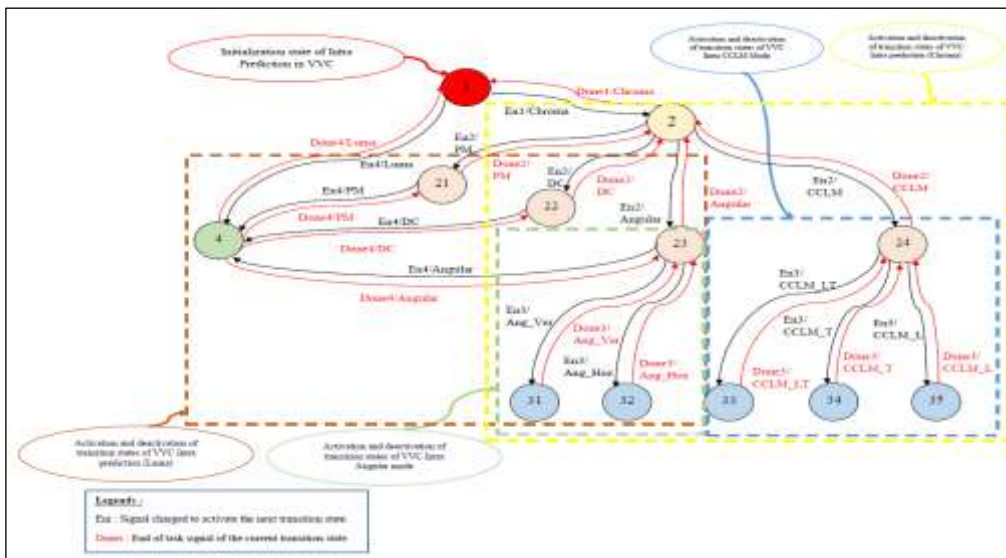 Initialization state of Intra
Prediction in VVC
Activation and deactivation
of transition states of VVC
Intra CCLM Mode
Activation and deactivation
of transition states of VVC
Intra prediction (Chroma)
Done1/Chroma
En1/Chroma
2
Done4/Luma
En4/Luma
En2/
PM
Done2/
PM
En2/
DC
Done2/
DC
En2/
Angular
Done2/
Angular
En2/
CCLM
Done2/
CCLM
21
En4/PM
Done4/PM
22
En4/DC
Done4/DC
4
23
24
En4/Angular
Done4/Angular
En3/
Ang_Ver
Done3/
Ang_Ver
En3/
Ang_Hor
Done3/
Ang_Hor
En3/
CCLM_LT
Done3/
CCLM_LT
En3/
CCLM_T
Done3/
CCLM_T
En3/
CCLM_L
Done3/
CCLM_L
31
32
33
34
35
Activation and deactivation of
transition states of VVC Intra
prediction (Luma)
Activation and deactivation of
transition states of VVC Intra
Angular mode
Legends :
: Signal charged to activate the next transition state
: End of task signal of the current transition state